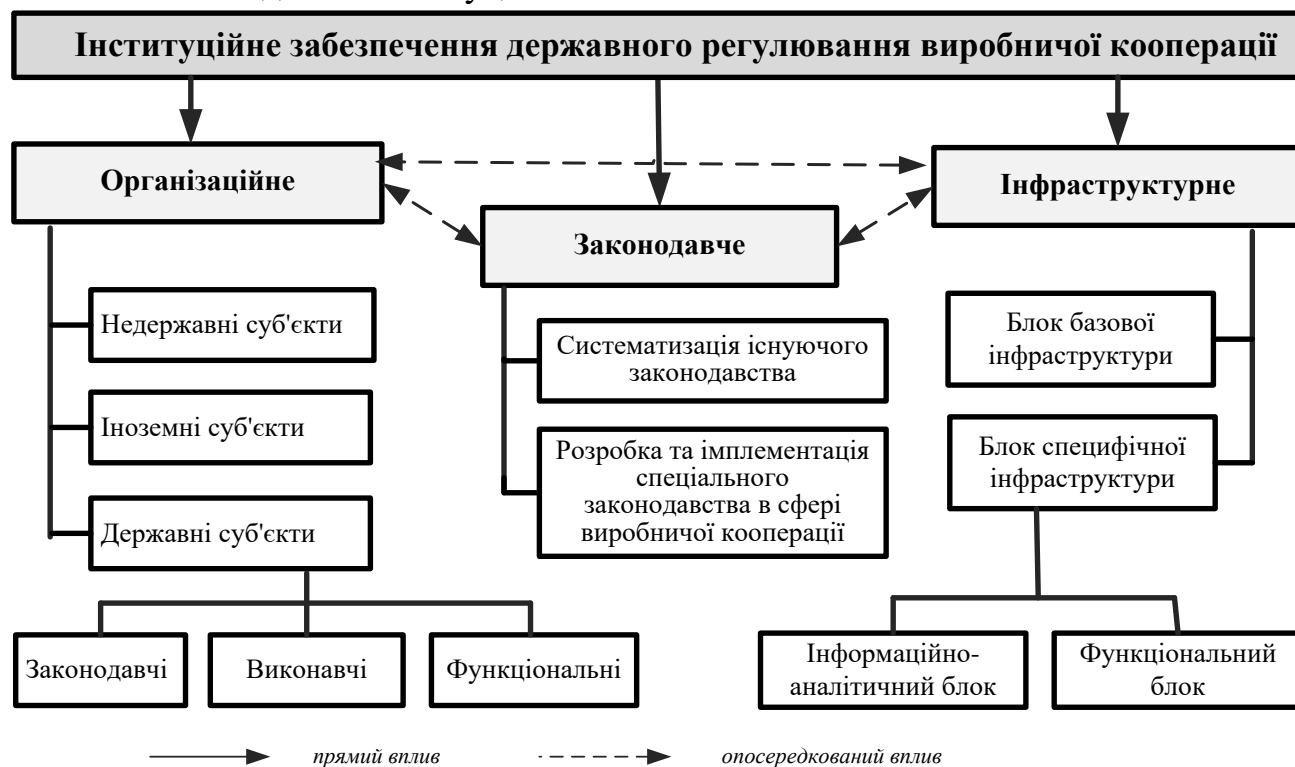 Інституційне забезпечення державного регулювання виробничої кооперації
Організаційне
Законодавче
Інфраструктурне
Недержавні суб'єкти
Іноземні суб'єкти
Державні суб'єкти
Законодавчі
Виконавчі
Функціональні
Систематизація існуючого
законодавства
Розробка та імплементація
спеціального
законодавства в сфері
виробничої кооперації
Блок базової
інфраструктури
Блок специфічної
інфраструктури
Інформаційно-
аналітичний блок
Функціональний
блок
прямий вплив
опосередкований вплив